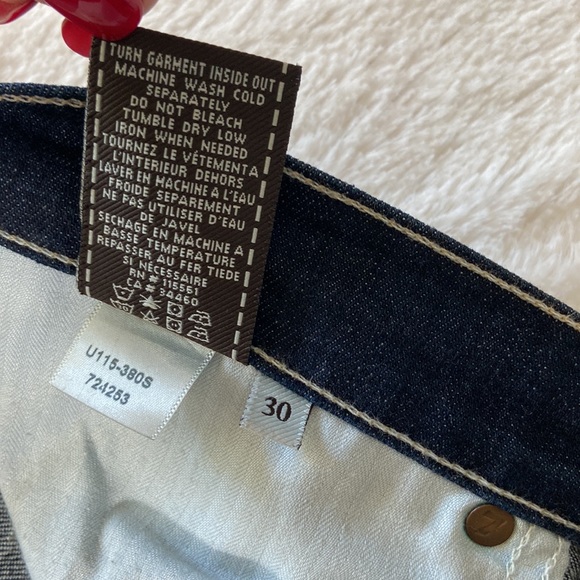 TURN GARMENT INSIDE OUT
MACHINE WASH COLD
SEPARATELY
DO NOT BLEACH
TUMBLE DRY LOW
IRON WHEN NEEDED
TOURNEZ LE VÉTEMENTA
L'INTERIEUR DEHORS
LAVER EN MACHINE A L'EAU
FROIDE SEPAREMENT
NE PAS UTILISER D'EAU
DE JAVEL
SECHAGE EN MACHINE A
BASSE TEMPERATURE
REPASSER AU FER TIEDE
SI NÉCESSAIRE
RN # 115561
CA # 34460
U115-380S
724253
30